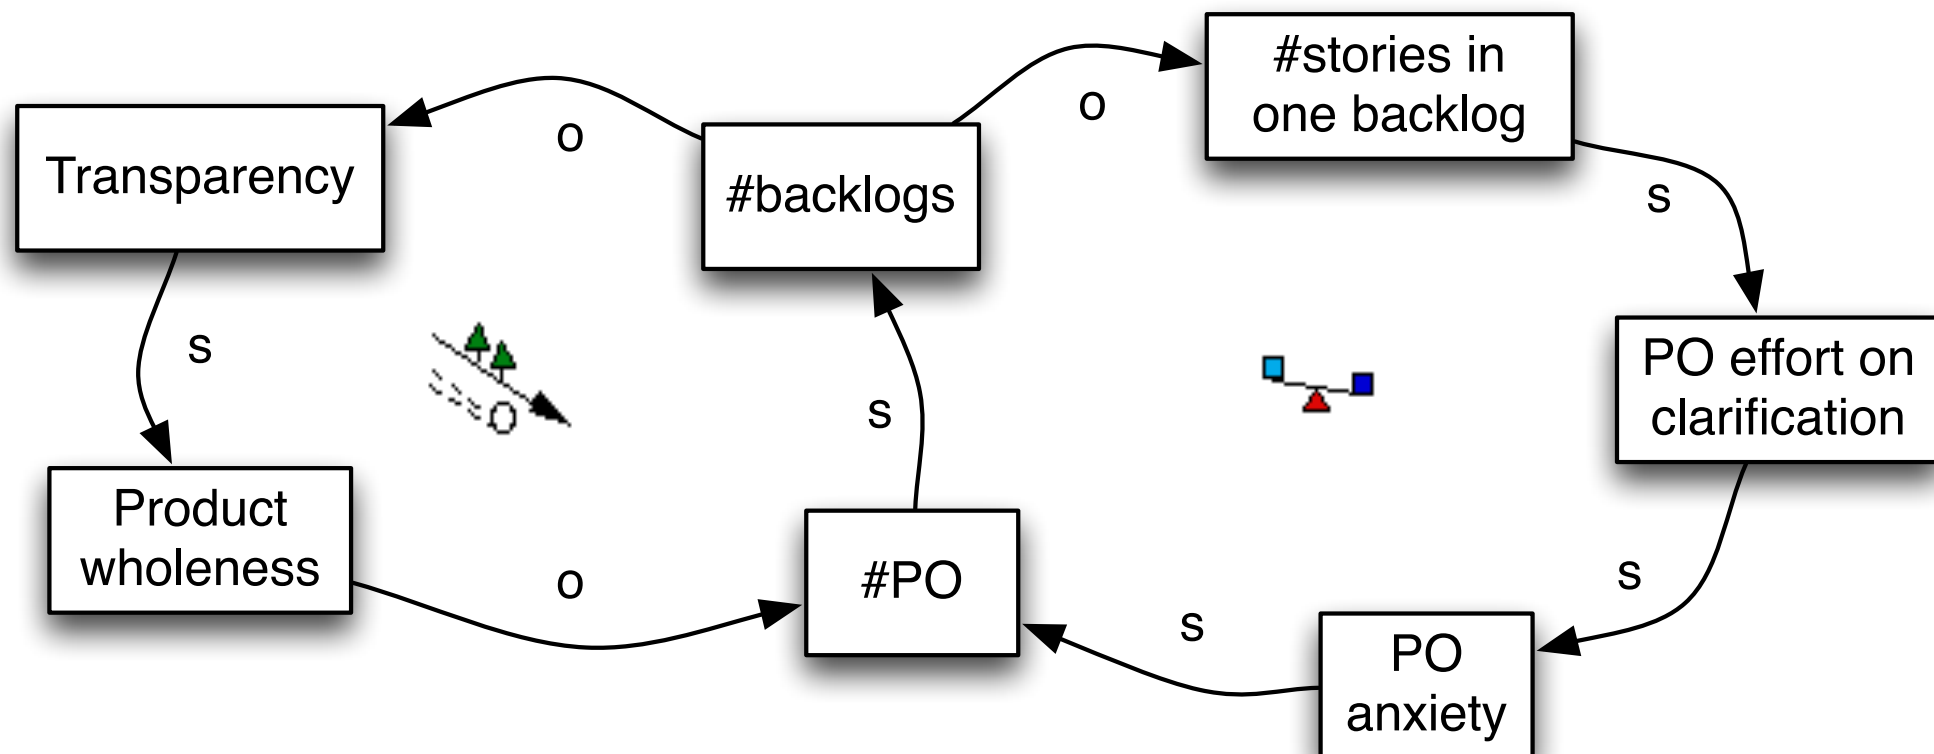 #stories in
one backlog
o
o
Transparency
#backlogs
s
s
PO effort on
clarification
s
Product
wholeness
o
#PO
s
s
PO
anxiety